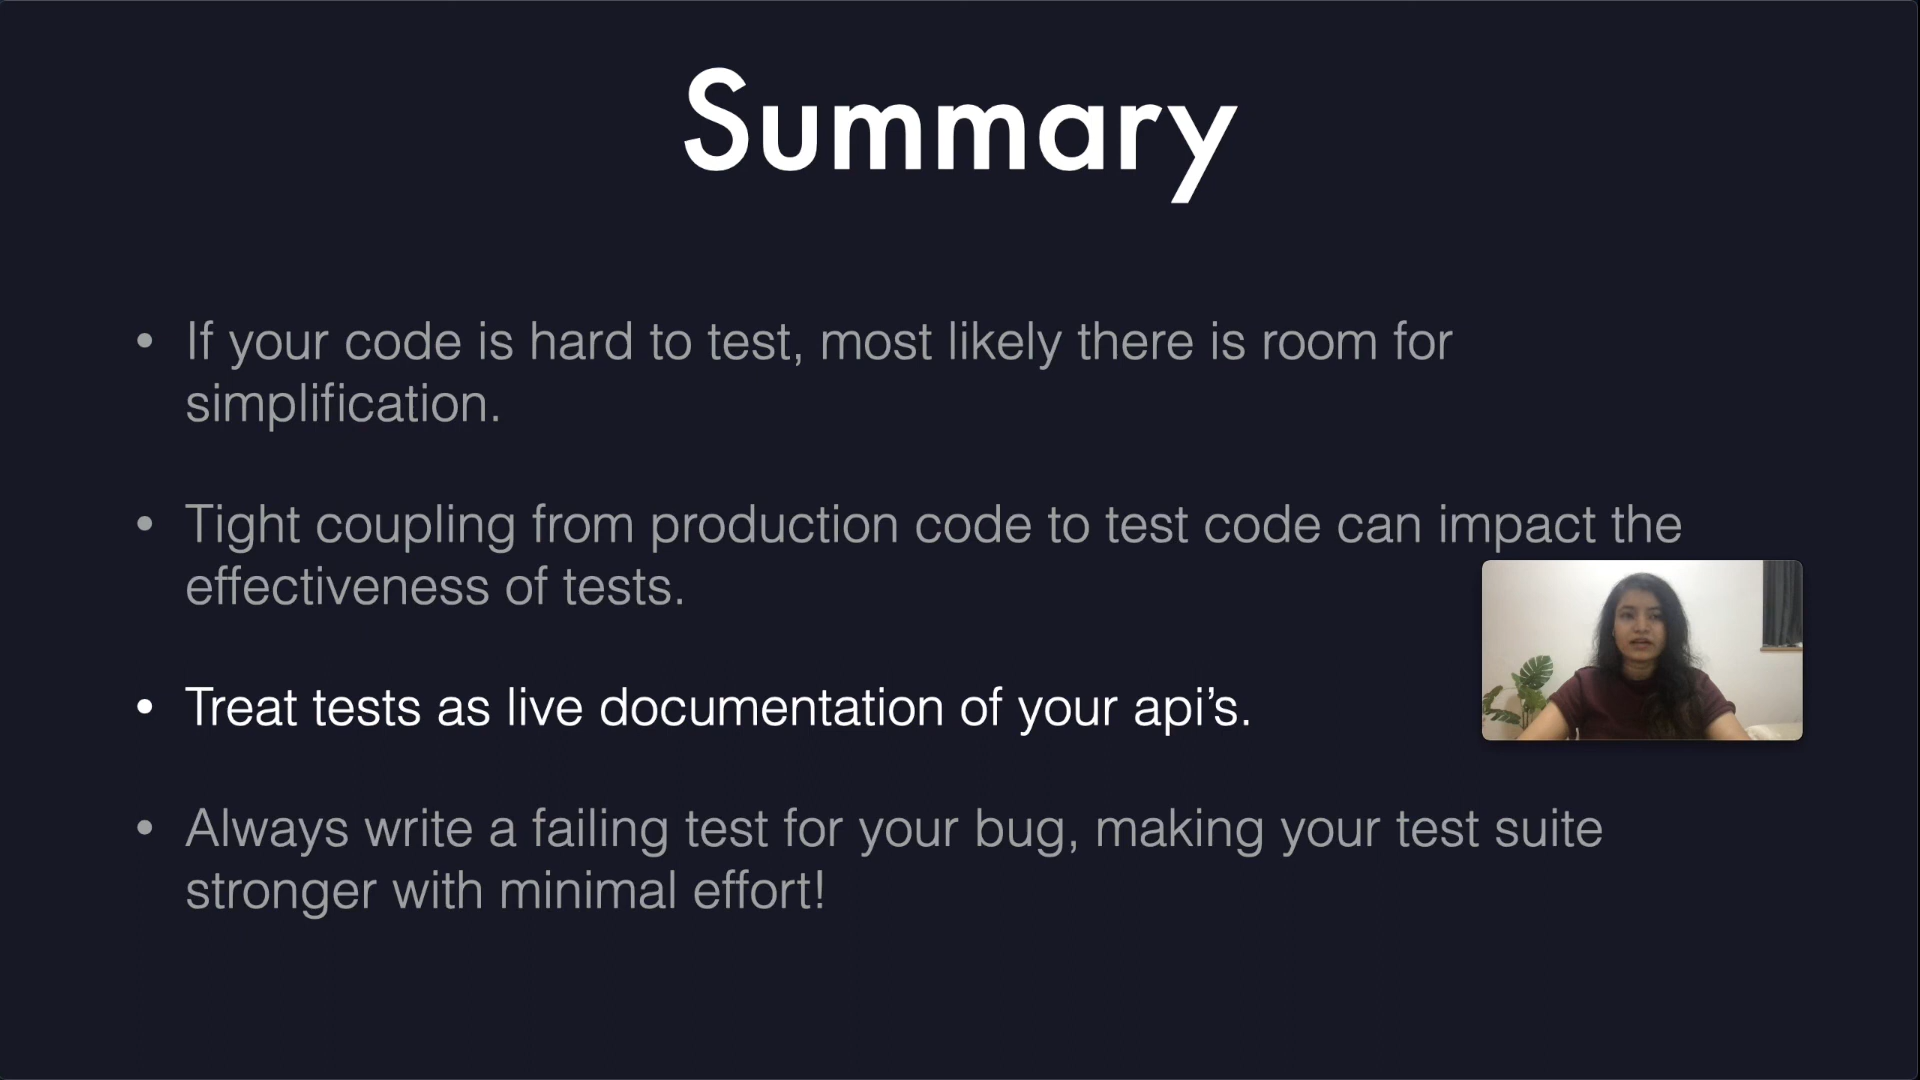 Summary
• If your code is hard to test, most likely there is room for
simplification.
• Tight coupling from production code to test code can impact the
effectiveness of tests.
• Treat tests as live documentation of your api’s.
• Always write a failing test for your bug, making your test suite
stronger with minimal effort!